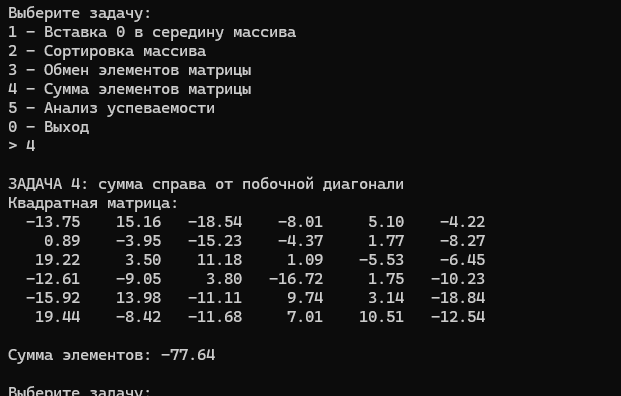 Выберите задачу:
1 – Вставка 0 в середину массива
2 – Сортировка массива
3 – Обмен элементов матрицы
4 – Сумма элементов матрицы
5 – Анализ успеваемости
0 – Выход
> 4
ЗАДАЧА 4: сумма справа от побочной диагонали
Квадратная матрица:
-13.75 15.16 -18.54 -8.01 5.10 -4.22
0.89 -3.95 -15.23 -4.37 1.77 -8.27
19.22 3.50 11.18 1.09 -5.53 -6.45
-12.61 -9.05 3.80 -16.72 1.75 -10.23
-15.92 13.98 -11.11 9.74 3.14 -18.84
19.44 -8.42 -11.68 7.01 10.51 -12.54
Сумма элементов: -77.64
Выберите задачу: